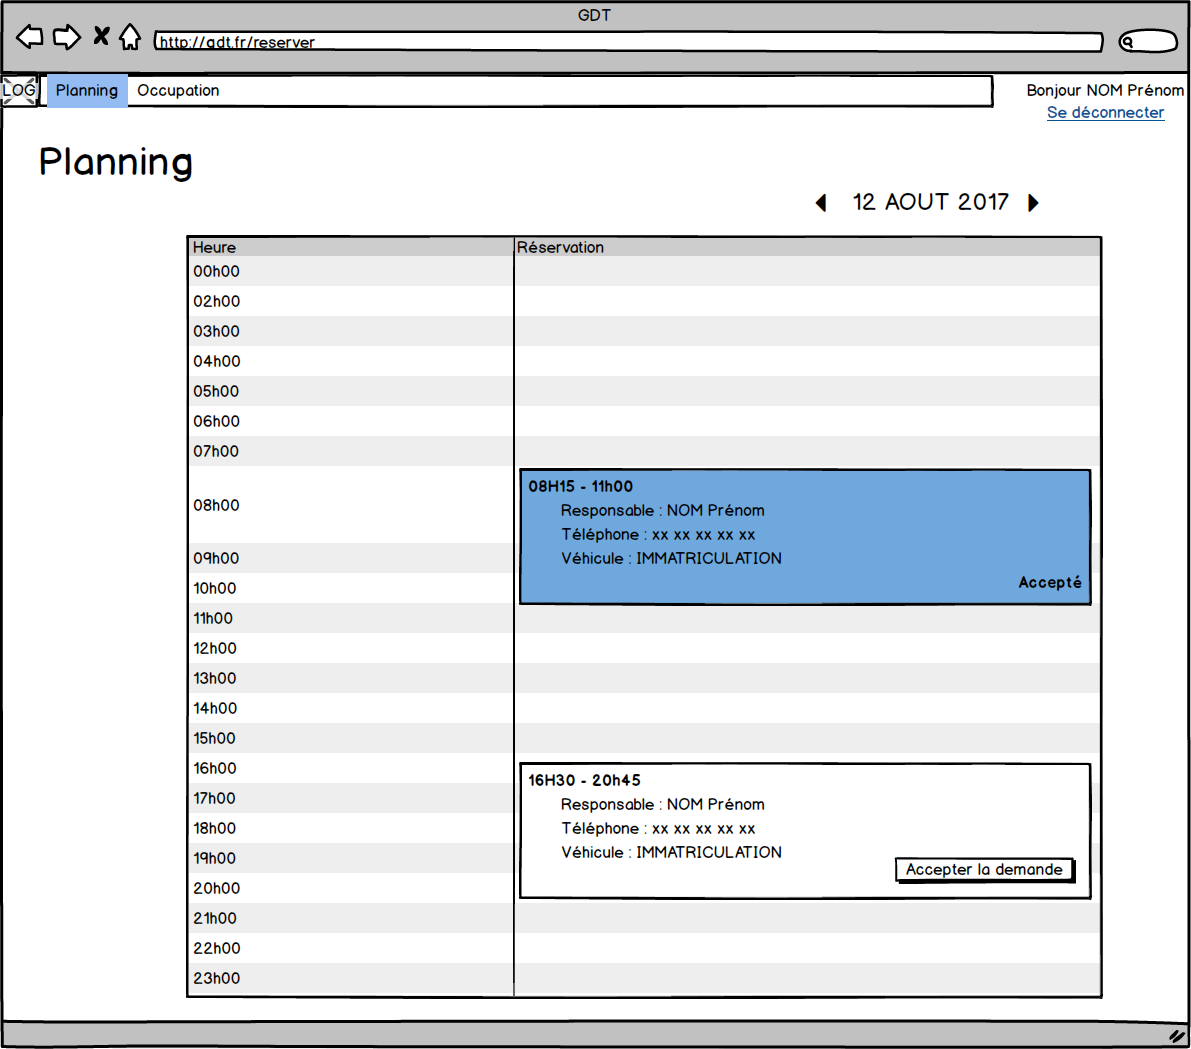 GDT
http://gdt.fr/reserver
LOG Planning Occupation Bonjour NOM Prénom
Se déconnecter
Planning
12 AOUT 2017
Heure Réservation
00h00
02h00
03h00
04h00
05h00
06h00
07h00
08h00
09h00
10h00
08H15 - 11h00
Responsable : NOM Prénom
Téléphone : xx xx xx xx xx
Véhicule : IMMATRICULATION
Accepté
11h00
12h00
13h00
14h00
15h00
16h00
17h00
18h00
19h00
20h00
16H30 - 20h45
Responsable : NOM Prénom
Téléphone : xx xx xx xx xx
Véhicule : IMMATRICULATION
Accepter la demande
21h00
22h00
23h00